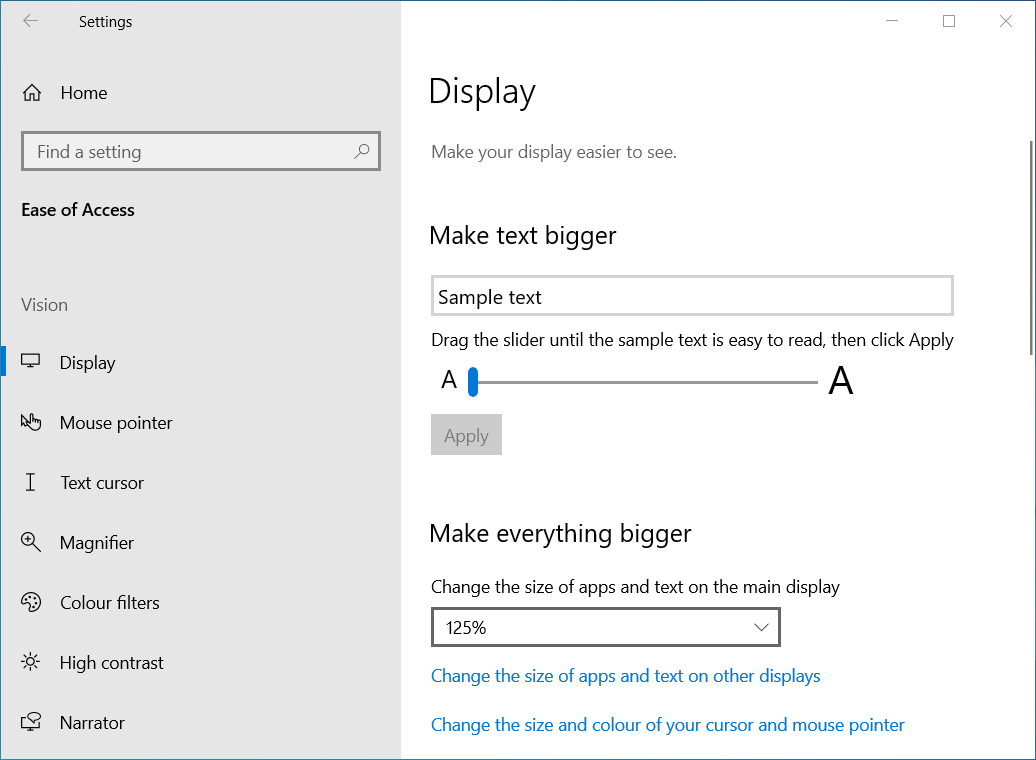 Settings
Home
Find a setting
Ease of Access
Vision
Display
Mouse pointer
Text cursor
Magnifier
Colour filters
High contrast
Narrator
Display
Make your display easier to see.
Make text bigger
Sample text
Drag the slider until the sample text is easy to read, then click Apply
A A
Apply
Make everything bigger
Change the size of apps and text on the main display
125%
Change the size of apps and text on other displays
Change the size and colour of your cursor and mouse pointer